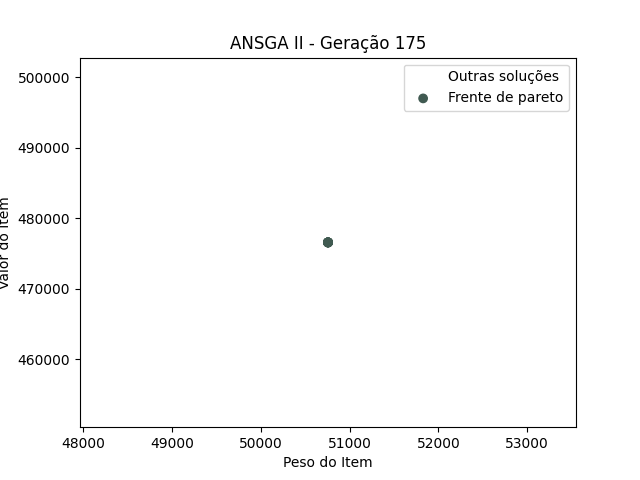 ANSGA II - Geração 175
Outras soluções
Frente de pareto
500000
490000
480000
470000
460000
Valor do Item
48000 49000 50000 51000 52000 53000
Peso do Item